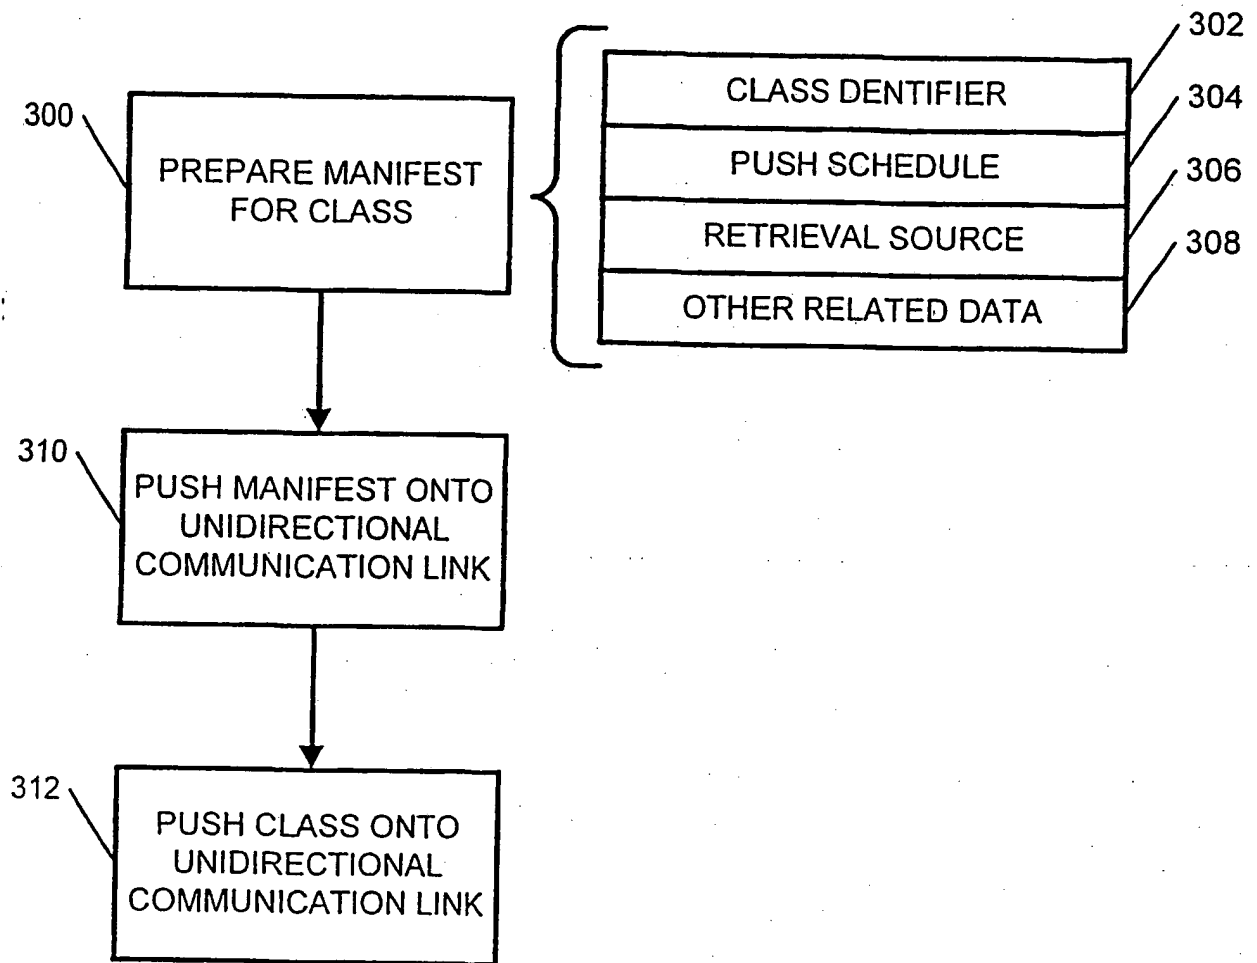 302
CLASS DENTIFIER
304
300
PREPARE MANIFEST
FOR CLASS
PUSH SCHEDULE
306
RETRIEVAL SOURCE
308
OTHER RELATED DATA
310
PUSH MANIFEST ONTO
UNIDIRECTIONAL
COMMUNICATION LINK
312
PUSH CLASS ONTO
UNIDIRECTIONAL
COMMUNICATION LINK